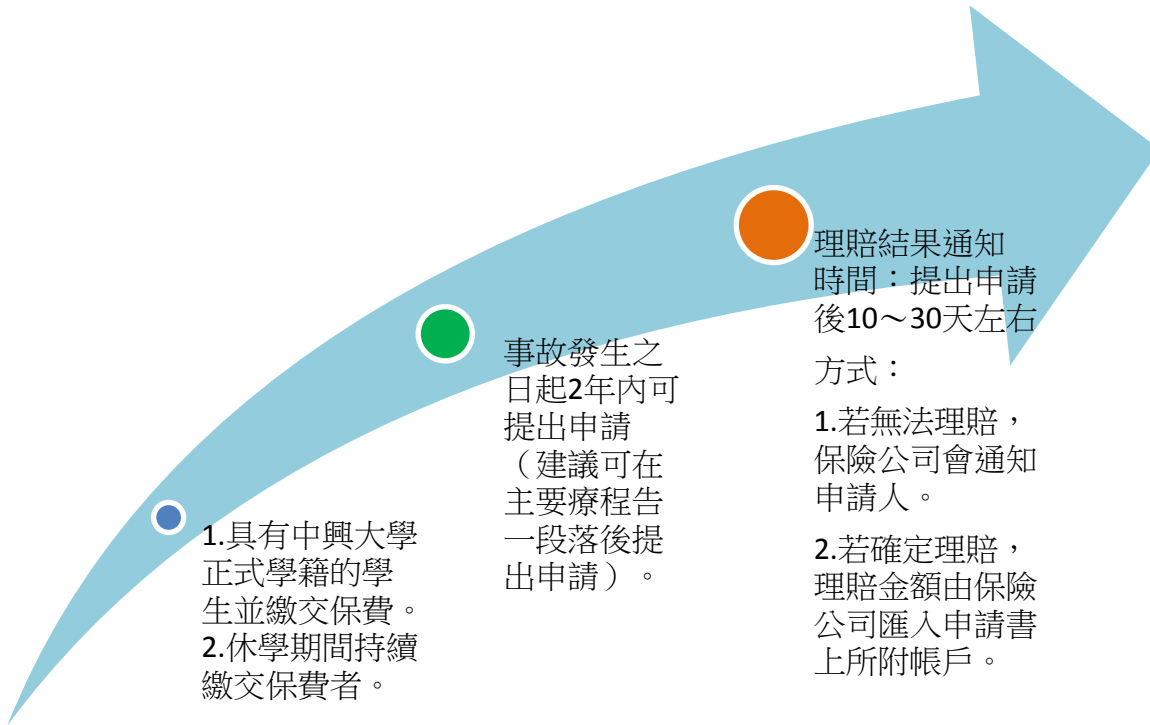 1.具有中興大學
正式學籍的學
生並繳交保費。
2.休學期間持續
繳交保費者。
事故發生之
日起2年內可
提出申請
（建議可在
主要療程告
一段落後提
出申請）。
理賠結果通知
時間：提出申請
後10～30天左右
方式：
1.若無法理賠，
保險公司會通知
申請人。
2.若確定理賠，
理賠金額由保險
公司匯入申請書
上所附帳戶。